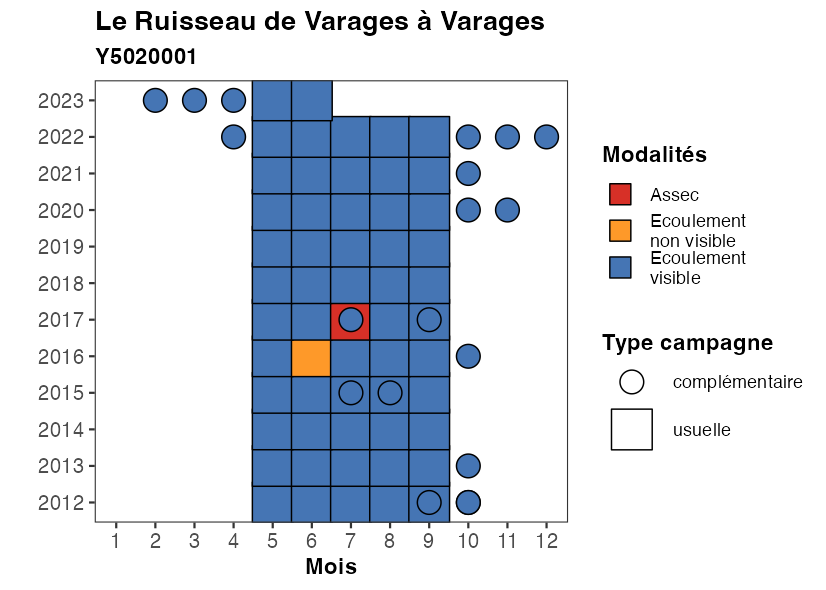 Le Ruisseau de Varages à Varages
Y5020001
2023
2022
2021
2020
2019
2018
2017
2016
2015
2014
2013
2012
1 2 3 4 5 6 7 8 9 10 11 12
Mois
Modalités
Assec
Ecoulement
non visible
Ecoulement
visible
Type campagne
complémentaire
usuelle